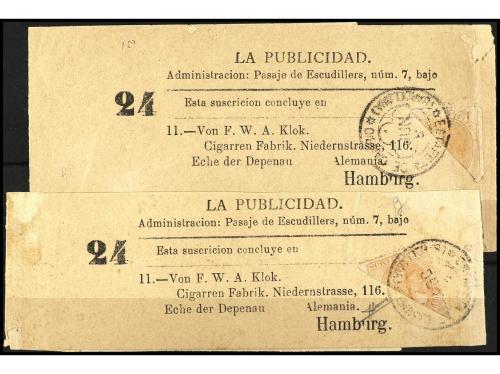 LA PUBLICIDAD.
Administracion: Pasaje de Escudillers, núm. 7, bajo
24
Esta suscricion concluye en
11.—Von F. W. A. Klok.
Cigarren Fabrik. Niedernstrasse, 116.
Eche der Depenau Alemania.
Hamburg.
LA PUBLICIDAD.
Administracion: Pasaje de Escudillers, núm. 7, bajo
24
Esta suscricion concluye en
11.—Von F. W. A. Klok.
Cigarren Fabrik. Niedernstrasse, 116.
Eche der Depenau Alemania.
Hamburg.